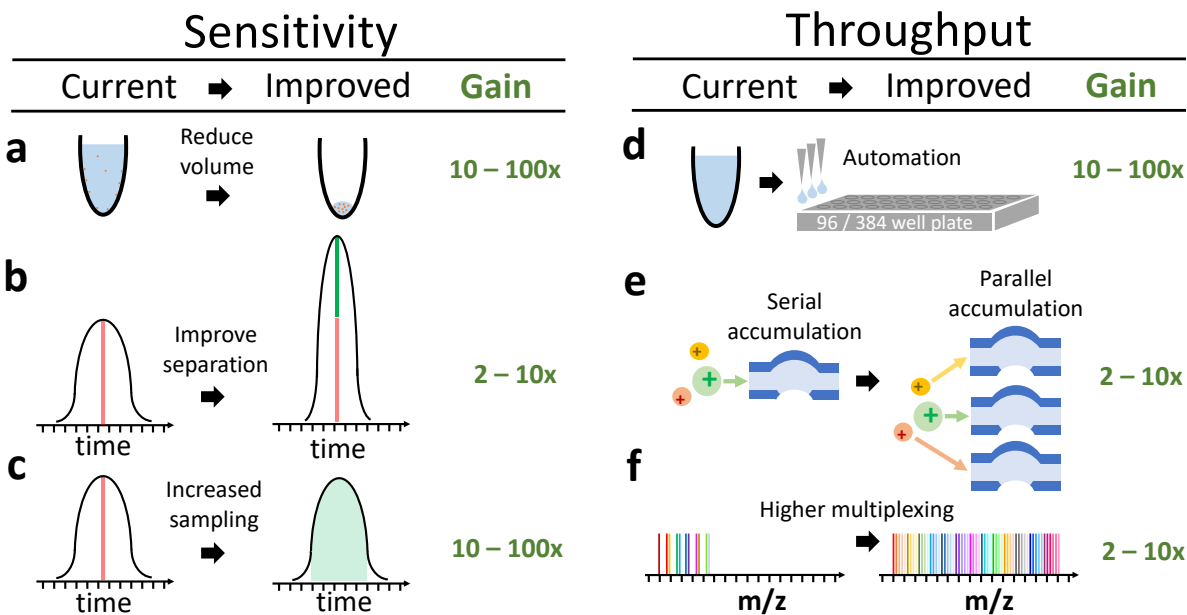 Sensitivity
Current Improved Gain
a
Reduce
volume
10 – 100x
b
Improve
separation
2 – 10x
time time
c
Increased
sampling
10 – 100x
time time
Throughput
Current Improved Gain
d
Automation
96 / 384 well plate
10 – 100x
e
Serial
accumulation
Parallel
accumulation
+ + +
+ + +
2 – 10x
f
Higher multiplexing
2 – 10x
m/z m/z